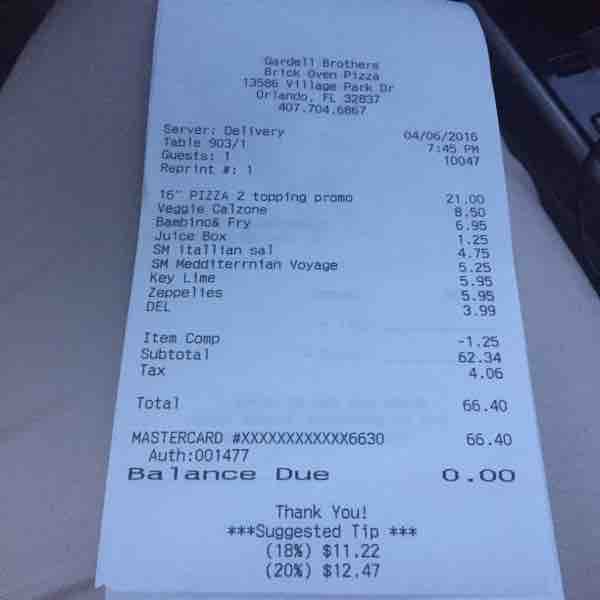 Gardell Brothers
Brick Oven Pizza
13586 Village Park Dr
Orlando, FL 32837
407.704.6867
Server: Delivery 04/06/2016
Table 903/1 7:45 PM
Guests: 1 10047
Reprint #: 1
16" PIZZA 2 topping promo 21.00
Veggie Calzone 8.50
Bambino& Fry 6.95
Juice Box 1.25
SM Itallian sal 4.75
SM Medditerrnian Voyage 5.25
Key Lime 5.95
Zeppelies 5.95
DEL 3.99
Item Comp -1.25
Subtotal 62.34
Tax 4.06
Total 66.40
MASTERCARD #XXXXXXXXXXXX6630 66.40
Auth:001477
Balance Due 0.00
Thank You!
***Suggested Tip ***
(18%) $11.22
(20%) $12.47